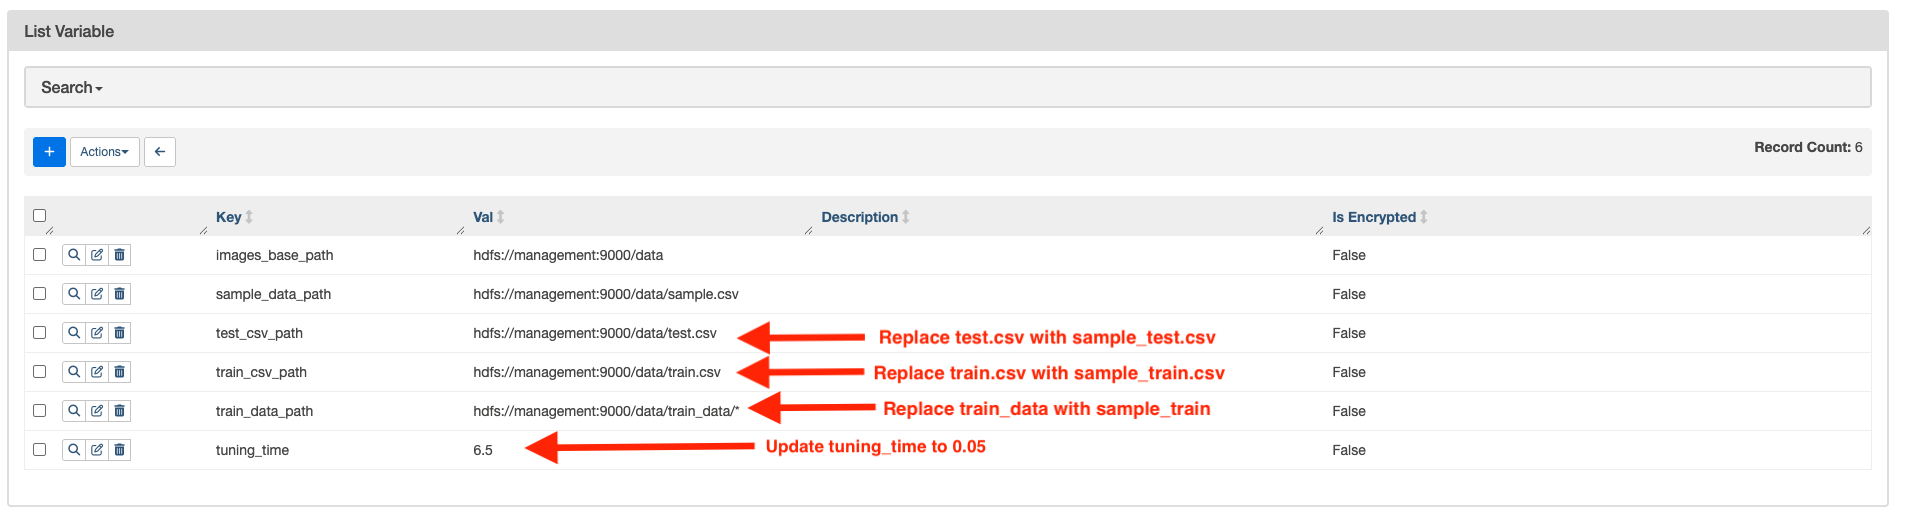 List Variable
Search
+ Actions
Record Count: 6
Key Val Description Is Encrypted
images_base_path hdfs://management:9000/data False
sample_data_path hdfs://management:9000/data/sample.csv False
test_csv_path hdfs://management:9000/data/test.csv Replace test.csv with sample_test.csv False
train_csv_path hdfs://management:9000/data/train.csv Replace train.csv with sample_train.csv False
train_data_path hdfs://management:9000/data/train_data/* Replace train_data with sample_train False
tuning_time 6.5 Update tuning_time to 0.05 False